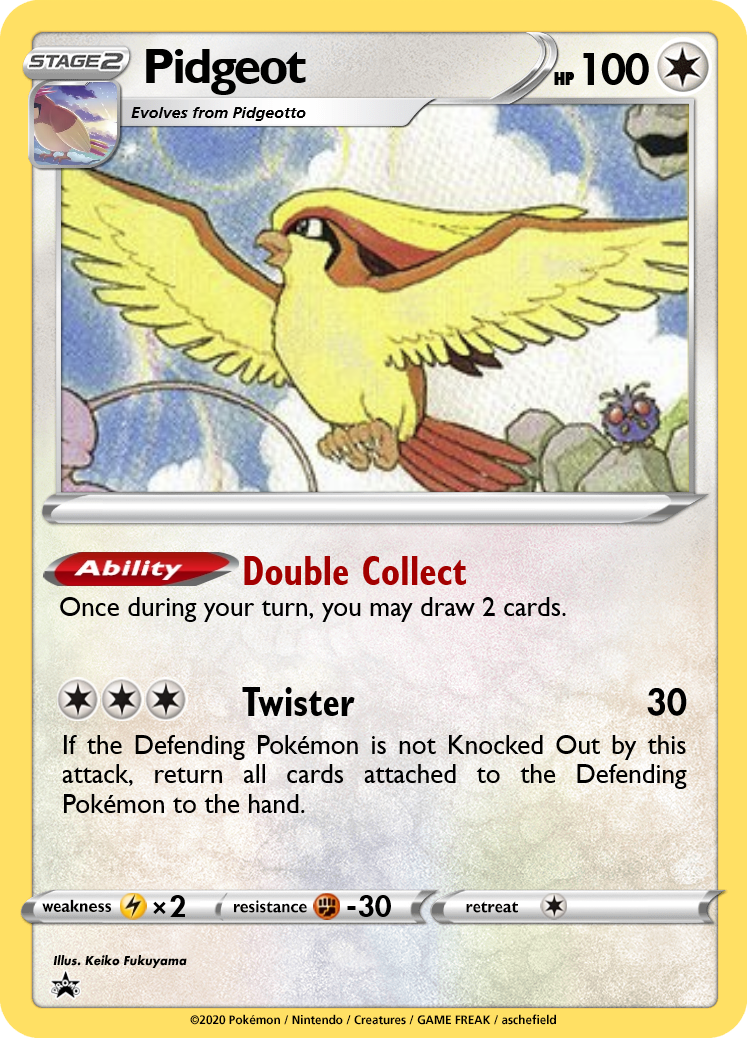 STAGE2 Pidgeot HP 100
Evolves from Pidgeotto
Ability Double Collect
Once during your turn, you may draw 2 cards.
Twister 30
If the Defending Pokémon is not Knocked Out by this
attack, return all cards attached to the Defending
Pokémon to the hand.
weakness ×2 resistance -30 retreat
Illus. Keiko Fukuyama
PROMO
©2020 Pokémon / Nintendo / Creatures / GAME FREAK / aschefield